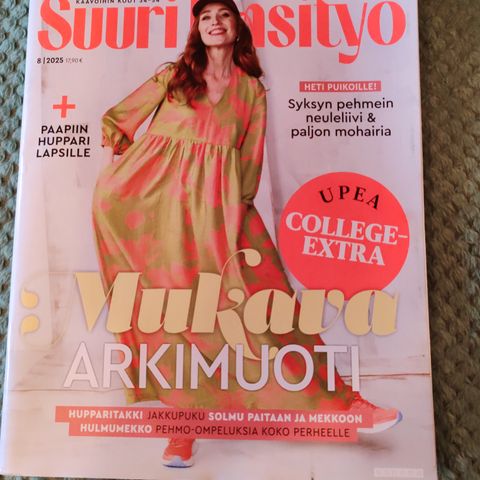 KAAVOIHIN KOOT 34-54
Suuri Käsityö
8 | 2025 17,90 €
+
PAAPIIN
HUPPARI
LAPSILLE
HETI PUIKOILLE!
Syksyn pehmein
neuleliivi &
paljon mohairia
UPEA
COLLEGE-
EXTRA
Mukava
ARKIMUOTI
HUPPARITAKKI JAKKUPUKU SOLMU PAITAAN JA MEKKOON
HULMUMEKKO PEHMO-OMPELUKSIA KOKO PERHEELLE